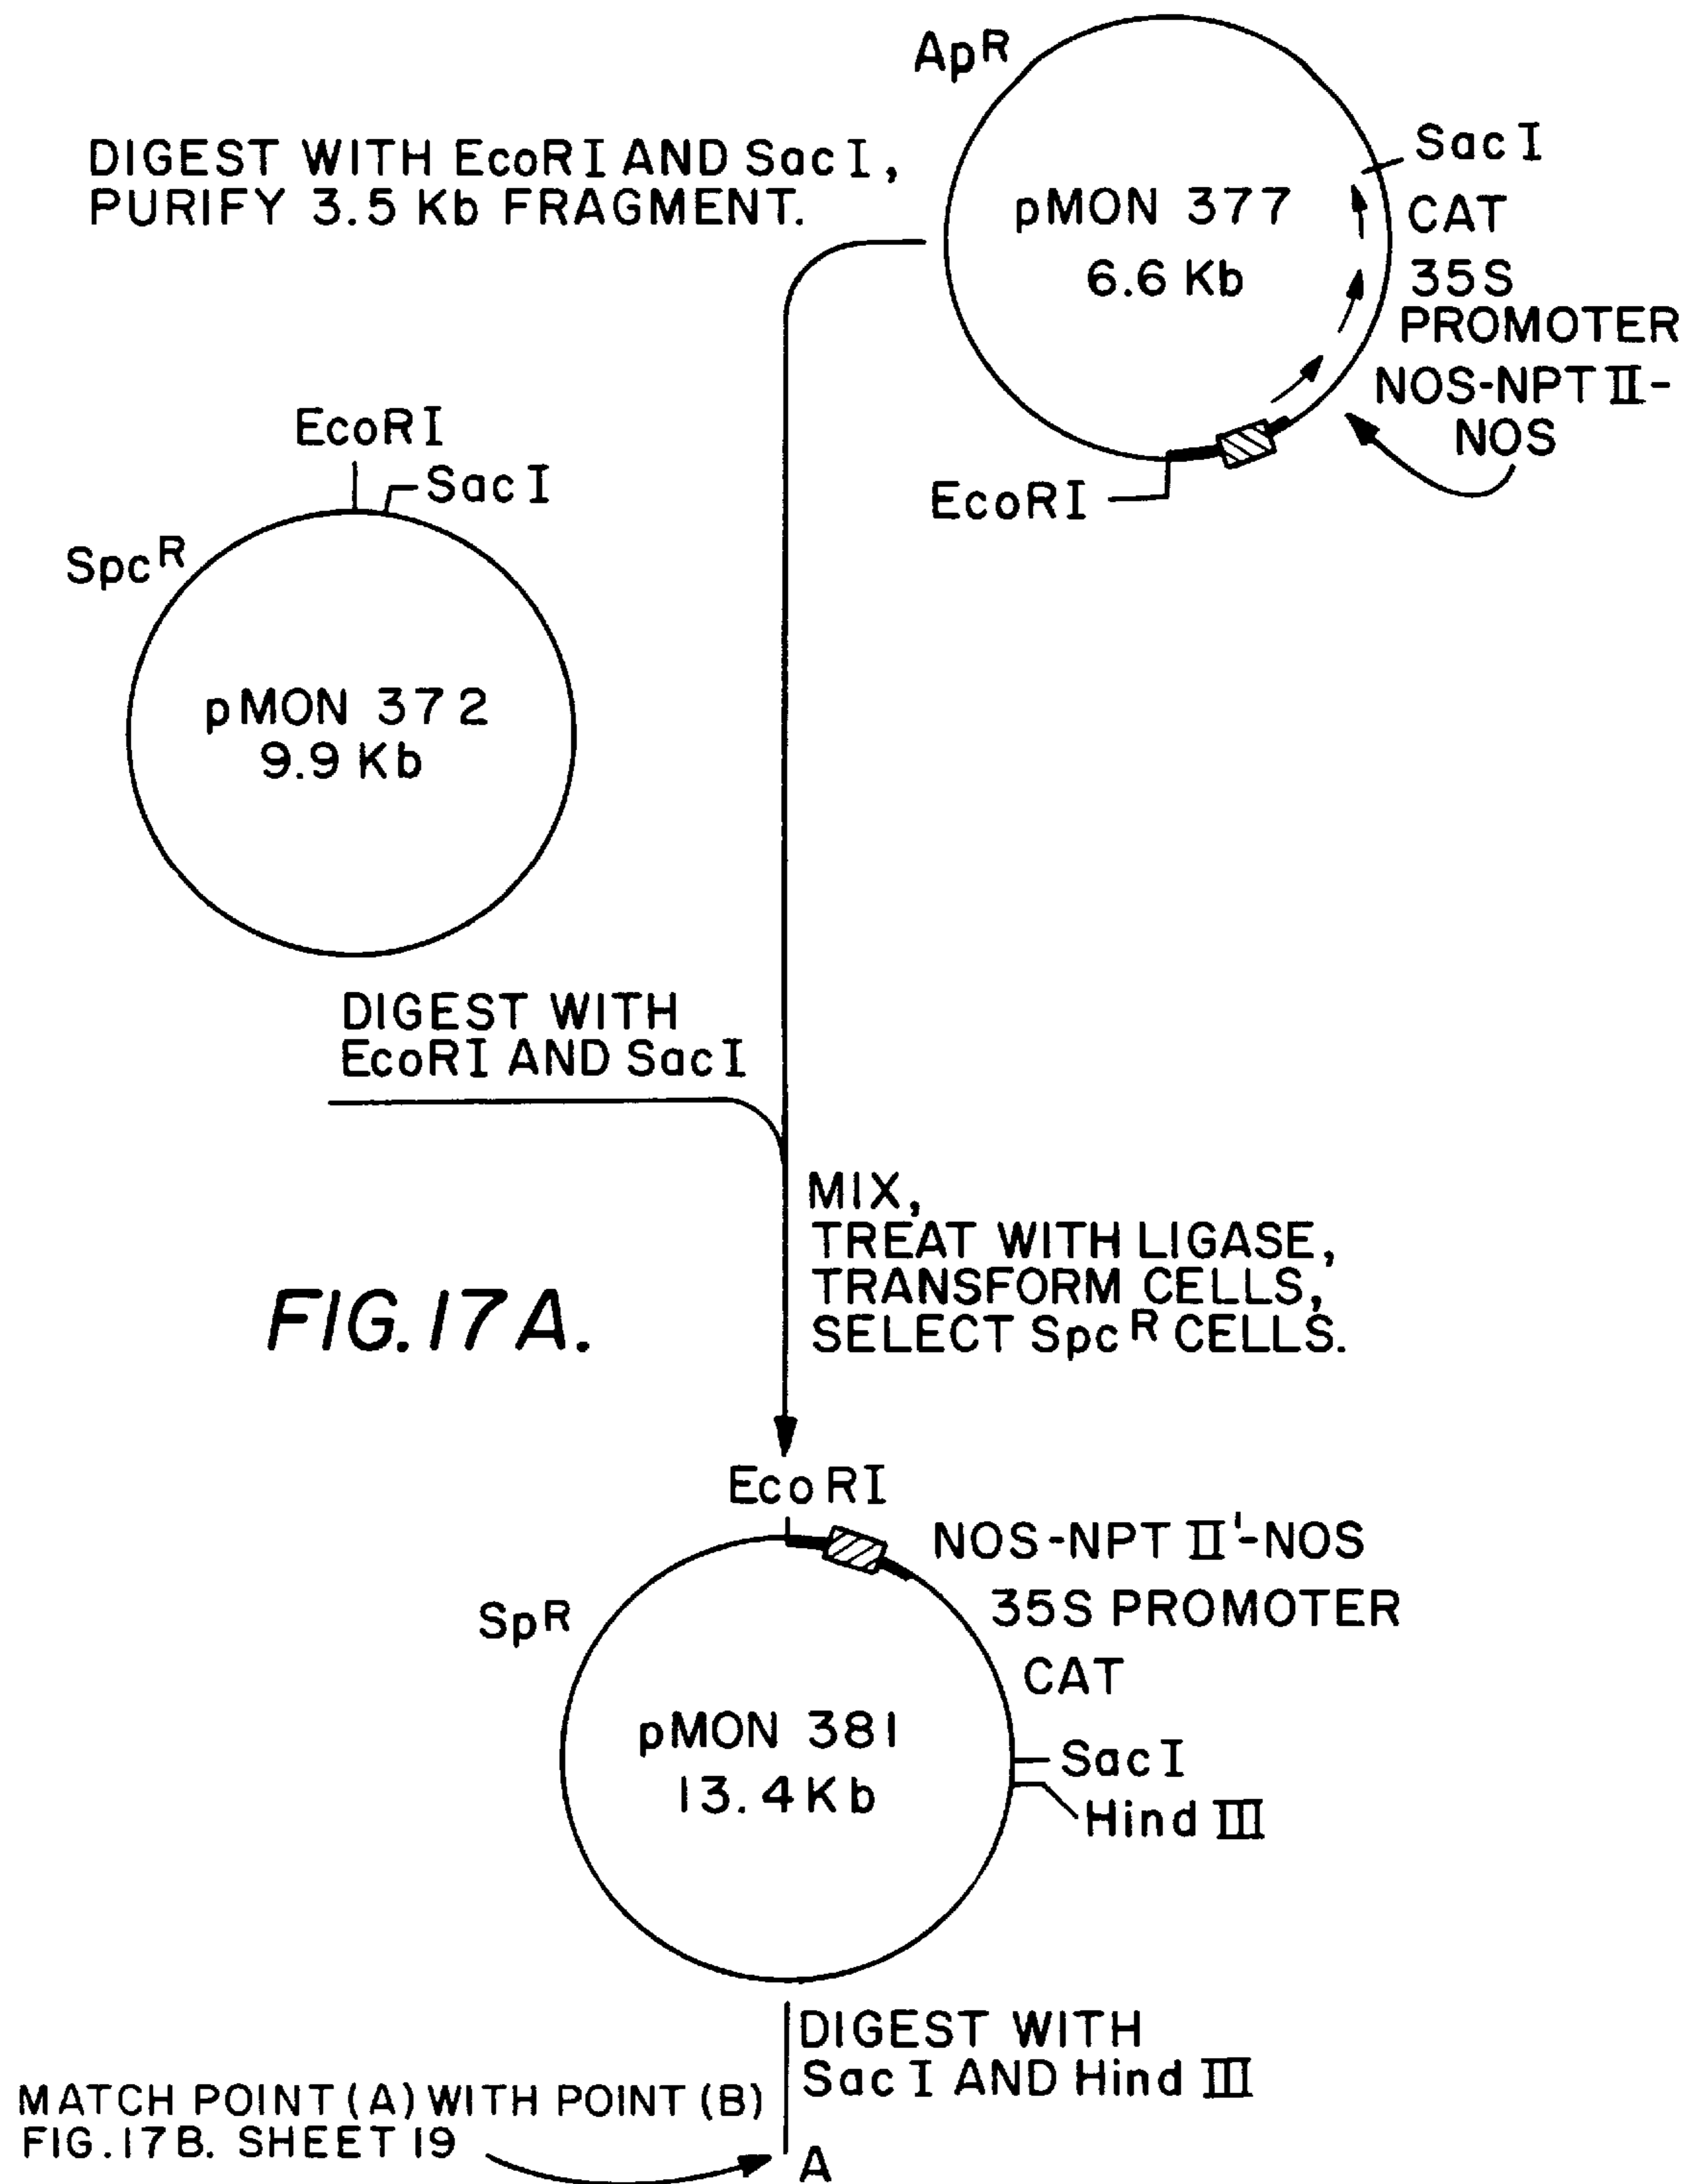 ApR
DIGEST WITH EcoRI AND SacI,
PURIFY 3.5 Kb FRAGMENT.
SacI
pMON 377
6.6 Kb
CAT
35S
PROMOTER
NOS-NPT II-
NOS
EcoRI
EcoRI
SacI
SpcR
pMON 372
9.9 Kb
DIGEST WITH
EcoRI AND SacI
MIX,
TREAT WITH LIGASE,
TRANSFORM CELLS,
SELECT SpcR CELLS.
FIG.17A.
EcoRI
NOS-NPT II'-NOS
35S PROMOTER
CAT
SpR
pMON 381
13.4Kb
SacI
Hind III
DIGEST WITH
SacI AND Hind III
MATCH POINT (A) WITH POINT (B)
FIG.17B. SHEET 19
A